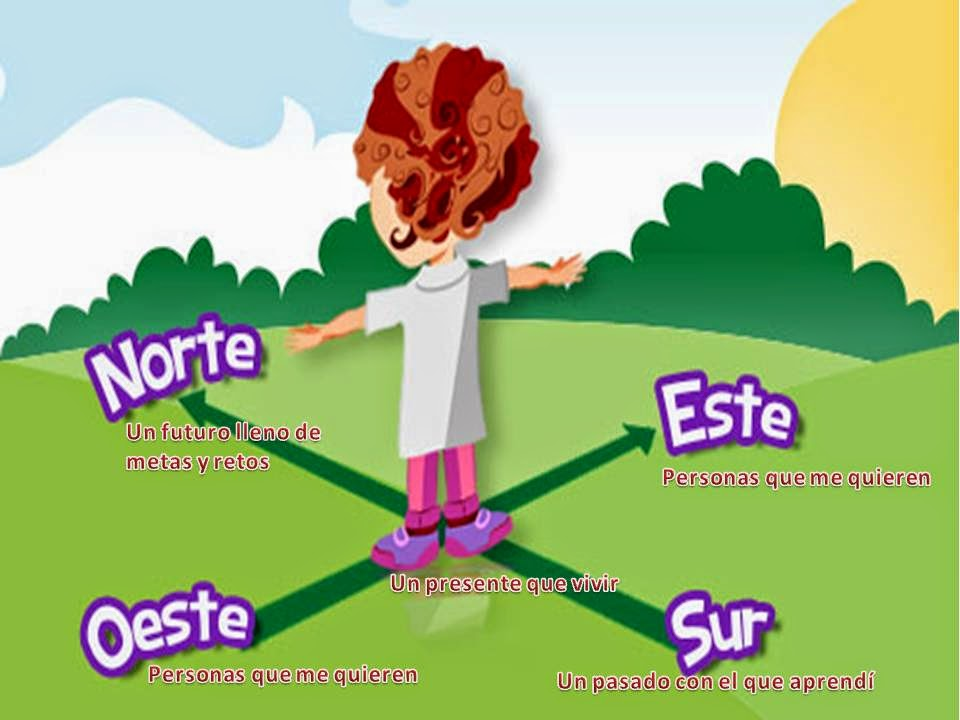 Norte
Un futuro lleno de
metas y retos
Este
Personas que me quieren
Un presente que vivir
Oeste
Personas que me quieren
Sur
Un pasado con el que aprendí